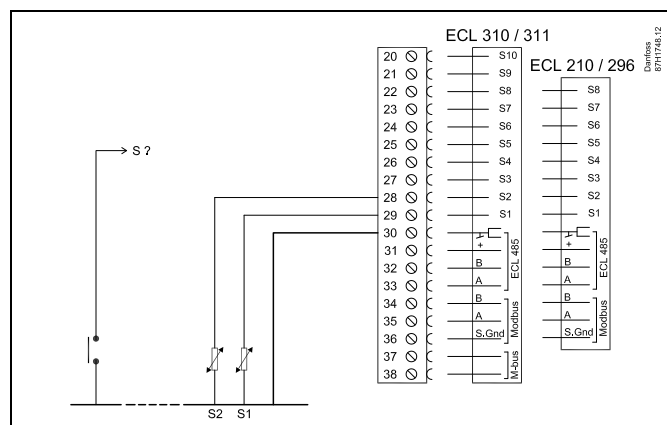 ECL 310 / 311
ECL 210 / 296
Danfoss
87H1748.12
20 S10
21 S9
22 S8 S8
23 S7 S7
24 S6 S6
25 S5 S5
26 S4 S4
27 S3 S3
28 S2 S2
29 S1 S1
30
31 + +
32 B B
33 A A
ECL 485 ECL 485
34 B B
35 A A
36 S.Gnd S.Gnd
Modbus Modbus
37
38
M-bus
S ?
S2 S1